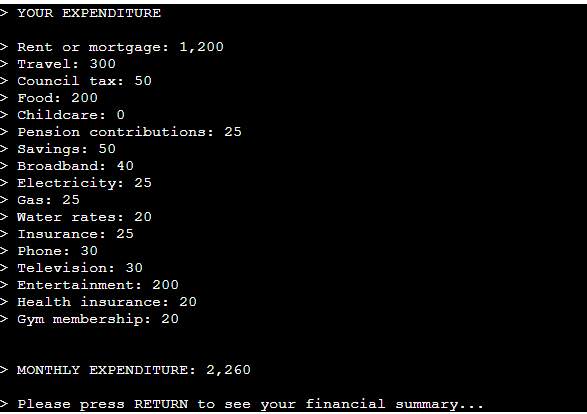 > YOUR EXPENDITURE
> Rent or mortgage: 1,200
> Travel: 300
> Council tax: 50
> Food: 200
> Childcare: 0
> Pension contributions: 25
> Savings: 50
> Broadband: 40
> Electricity: 25
> Gas: 25
> Water rates: 20
> Insurance: 25
> Phone: 30
> Television: 30
> Entertainment: 200
> Health insurance: 20
> Gym membership: 20
> MONTHLY EXPENDITURE: 2,260
> Please press RETURN to see your financial summary...